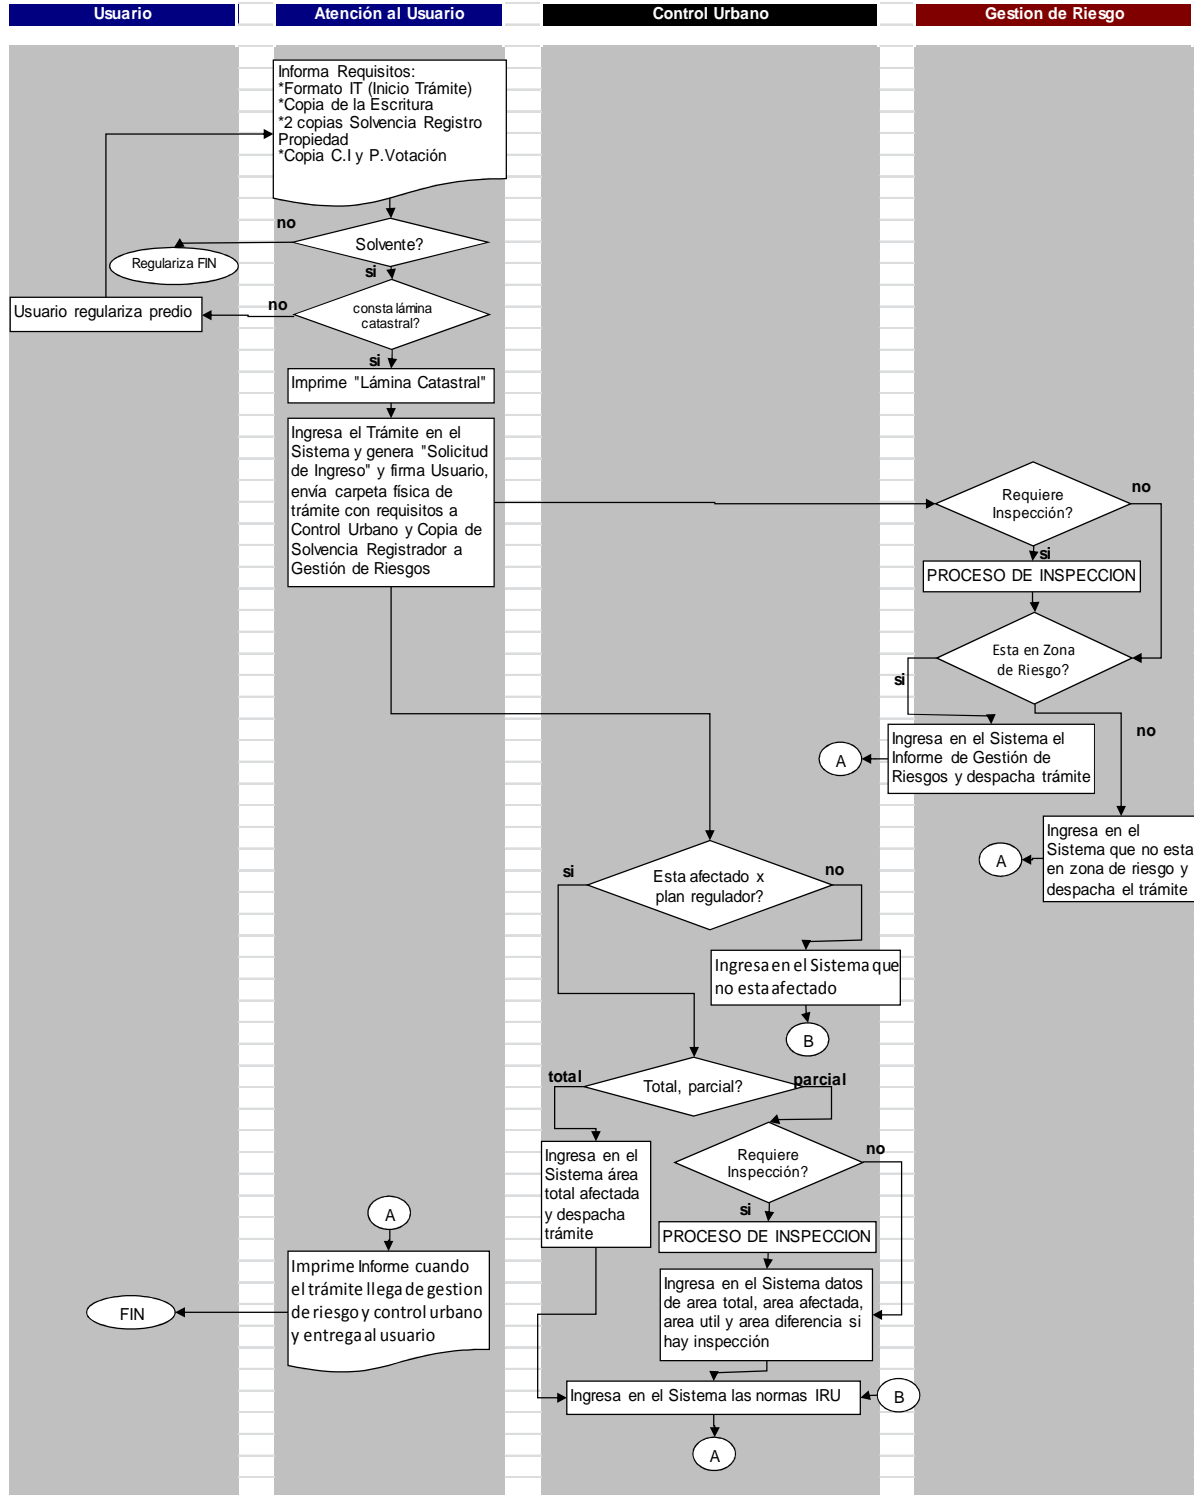 Usuario
Atención al Usuario
Control Urbano
Gestion de Riesgo
Informa Requisitos:
*Formato IT (Inicio Trámite)
*Copia de la Escritura
*2 copias Solvencia Registro
Propiedad
*Copia C.I y P.Votación
no
Solvente?
Regulariza FIN
si
Usuario regulariza predio
no
consta lámina
catastral?
si
Imprime "Lámina Catastral"
Ingresa el Trámite en el
Sistema y genera "Solicitud
de Ingreso" y firma Usuario,
envía carpeta física de
trámite con requisitos a
Control Urbano y Copia de
Solvencia Registrador a
Gestión de Riesgos
Requiere
Inspección?
no
si
PROCESO DE INSPECCION
Esta en Zona
de Riesgo?
si
no
Ingresa en el Sistema el
Informe de Gestión de
Riesgos y despacha trámite
A
Ingresa en el
Sistema que no esta
en zona de riesgo y
despacha el trámite
A
si
Esta afectado x
plan regulador?
no
Ingresa en el Sistema que
no esta afectado
B
total
Total, parcial?
parcial
Ingresa en el
Sistema área
total afectada
y despacha
trámite
Requiere
Inspección?
no
si
PROCESO DE INSPECCION
Ingresa en el Sistema datos
de area total, area afectada,
area util y area diferencia si
hay inspección
A
Imprime Informe cuando
el trámite llega de gestion
de riesgo y control urbano
y entrega al usuario
FIN
Ingresa en el Sistema las normas IRU
B
A